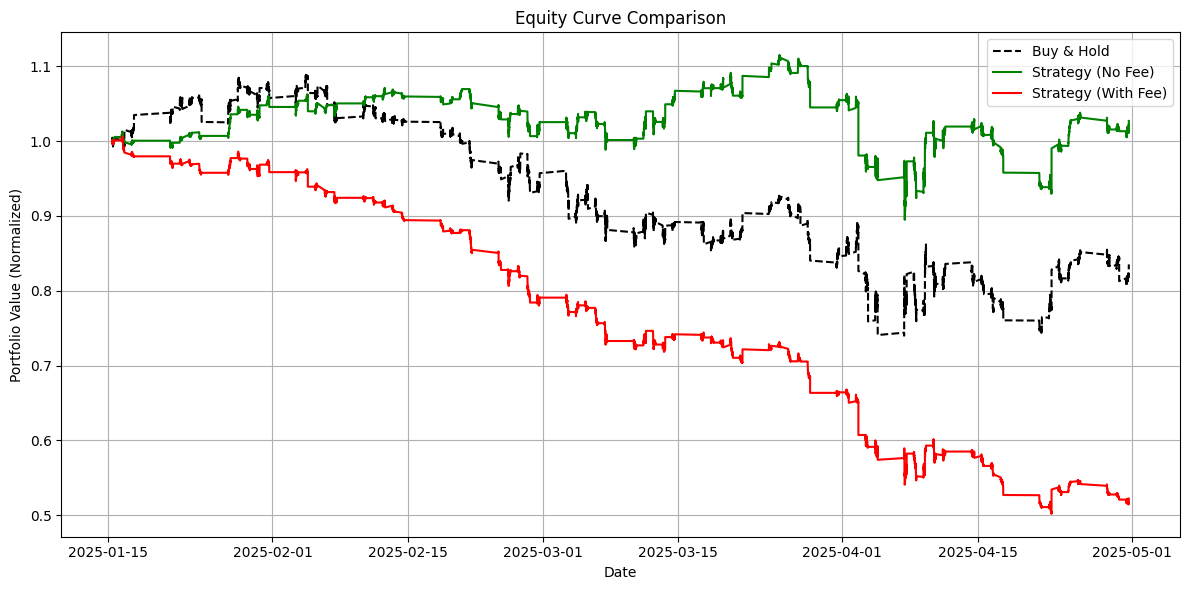 Equity Curve Comparison
Portfolio Value (Normalized)
1.1
1.0
0.9
0.8
0.7
0.6
0.5
Buy & Hold
Strategy (No Fee)
Strategy (With Fee)
2025-01-15
2025-02-01
2025-02-15
2025-03-01
2025-03-15
2025-04-01
2025-04-15
2025-05-01
Date